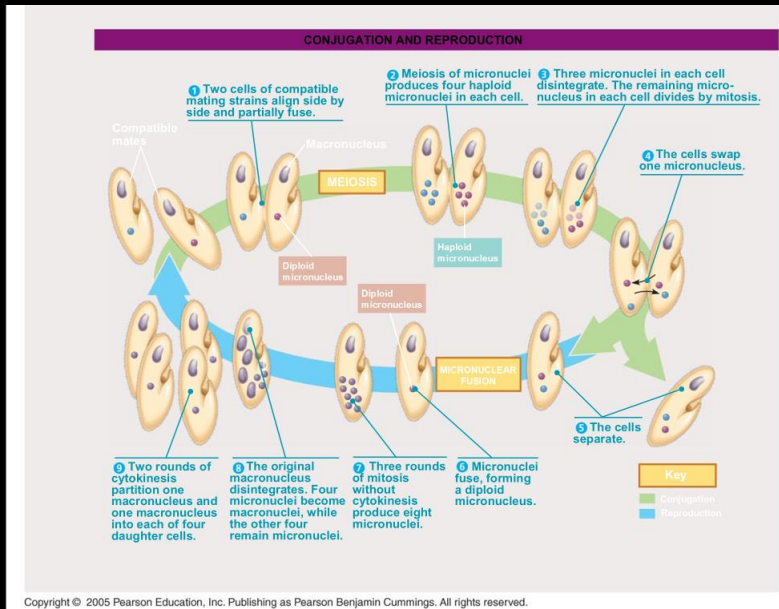 CONJUGATION AND REPRODUCTION
1 Two cells of compatible
mating strains align side by
side and partially fuse.
2 Meiosis of micronuclei
produces four haploid
micronuclei in each cell.
3 Three micronuclei in each cell
disintegrate. The remaining micro-
nucleus in each cell divides by mitosis.
Compatible
mates
Macronucleus
MEIOSIS
4 The cells swap
one micronucleus.
Diploid
micronucleus
Haploid
micronucleus
Diploid
micronucleus
MICRONUCLEAR
FUSION
5 The cells
separate.
9 Two rounds of
cytokinesis
partition one
macronucleus and
one macronucleus
into each of four
daughter cells.
8 The original
macronucleus
disintegrates. Four
micronuclei become
macronuclei, while
the other four
remain micronuclei.
7 Three rounds
of mitosis
without
cytokinesis
produce eight
micronuclei.
6 Micronuclei
fuse, forming
a diploid
micronucleus.
Key
Conjugation
Reproduction
Copyright © 2005 Pearson Education, Inc. Publishing as Pearson Benjamin Cummings. All rights reserved.